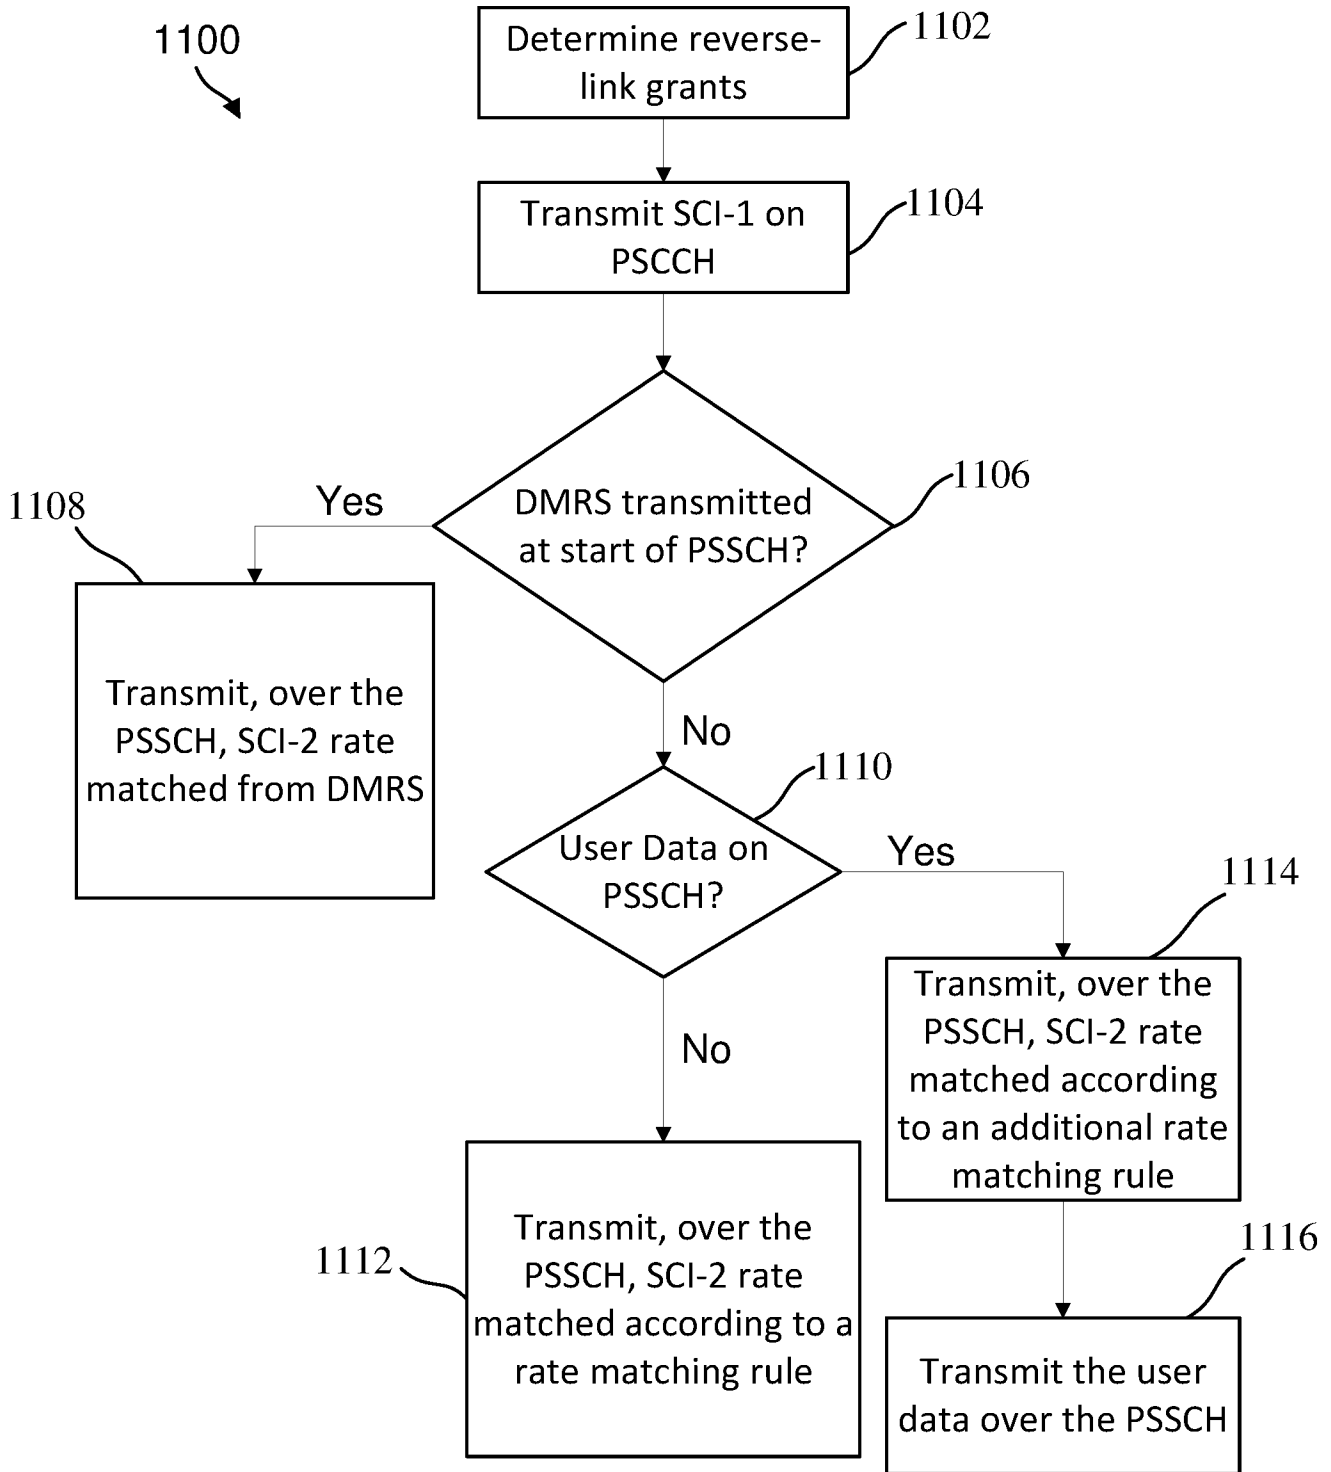 1100
Determine reverse-
link grants
1102
Transmit SCI-1 on
PSCCH
1104
DMRS transmitted
at start of PSSCH?
1106
Yes
1108
Transmit, over the
PSSCH, SCI-2 rate
matched from DMRS
No
User Data on
PSSCH?
1110
Yes
1114
Transmit, over the
PSSCH, SCI-2 rate
matched according
to an additional rate
matching rule
No
1112
Transmit, over the
PSSCH, SCI-2 rate
matched according to a
rate matching rule
1116
Transmit the user
data over the PSSCH